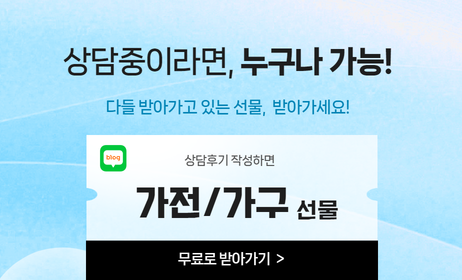 상담중이라면, 누구나 가능!
다들 받아가고 있는 선물, 받아가세요!
blog
상담후기 작성하면
가전/가구 선물
무료로 받아가기 >